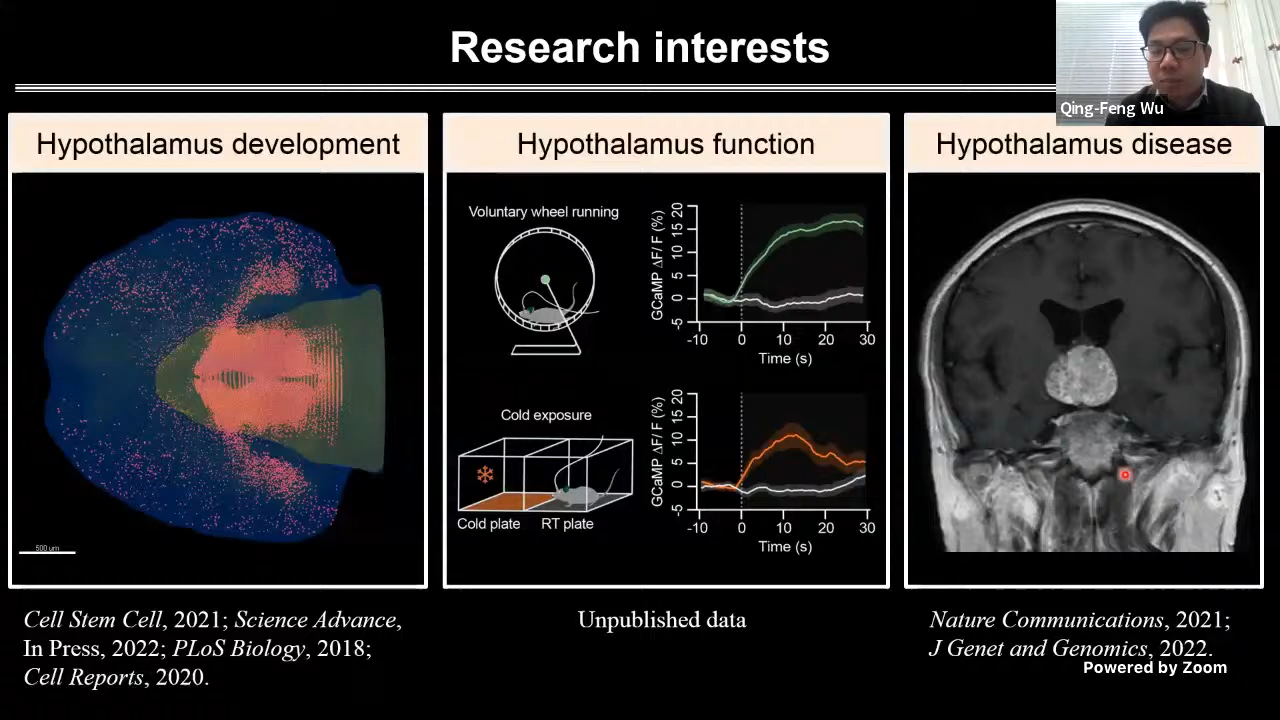 Research interests
Qing-Feng Wu
Hypothalamus development
500 um
Cell Stem Cell, 2021; Science Advance,
In Press, 2022; PLoS Biology, 2018;
Cell Reports, 2020.
Hypothalamus function
Voluntary wheel running
GCaMP ΔF/ F (%)
20
15
10
5
0
-5
-10 0 10 20 30
Time (s)
Cold exposure
Cold plate RT plate
GCaMP ΔF/ F (%)
20
15
10
5
0
-5
-10 0 10 20 30
Time (s)
Unpublished data
Hypothalamus disease
Nature Communications, 2021;
J Genet and Genomics, 2022.
Powered by Zoom